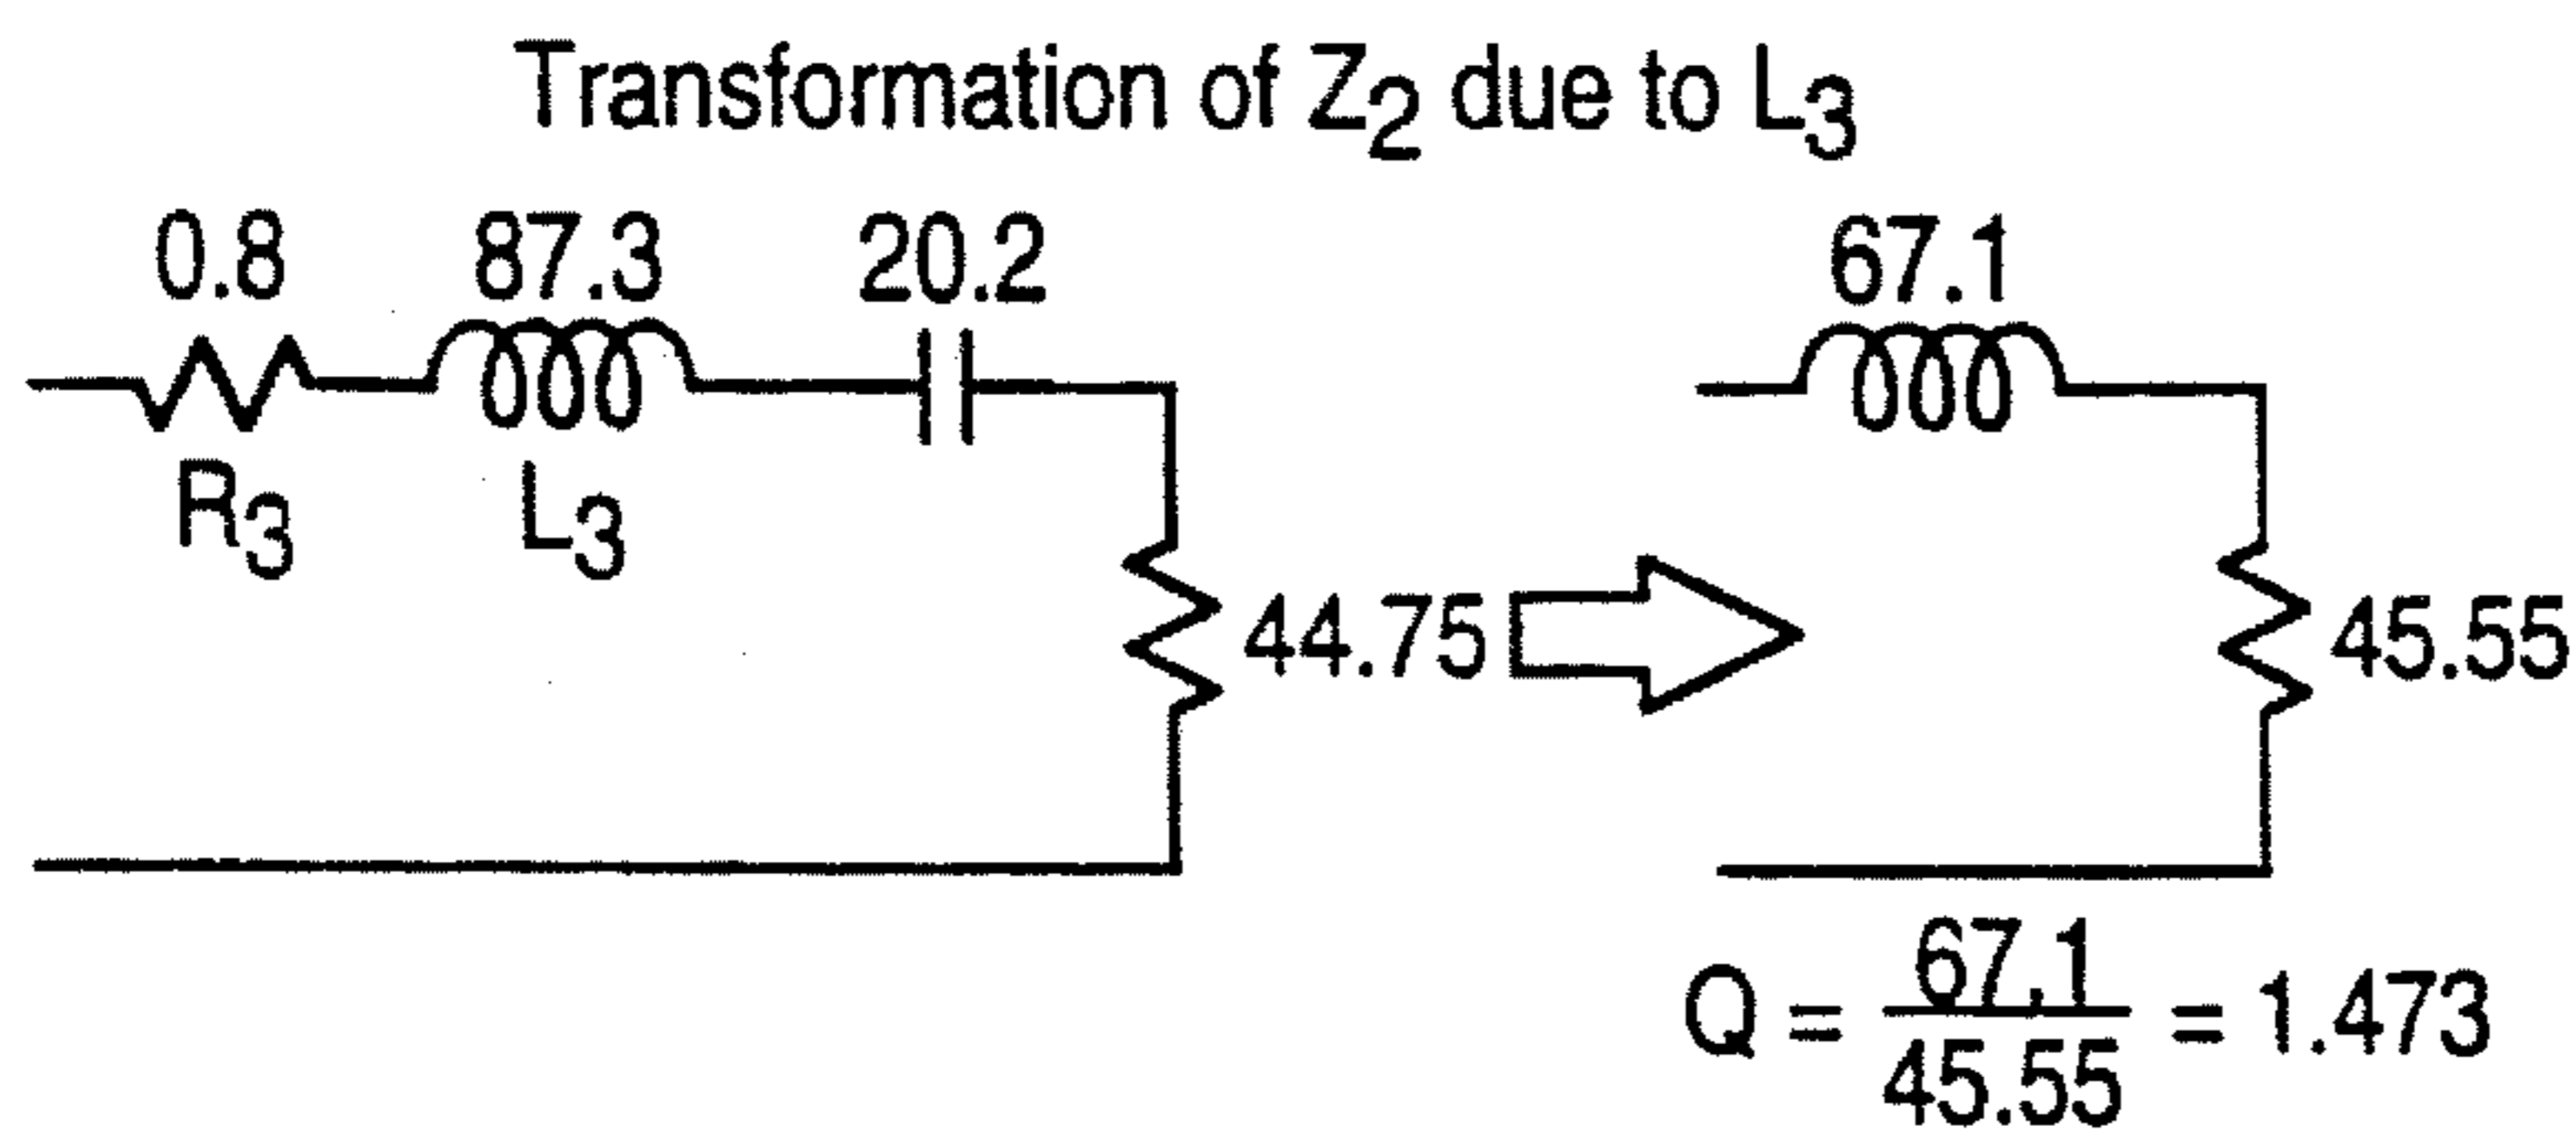 Transformation of Z2 due to L3
0.8 87.3 20.2 67.1
R3 L3
44.75 45.55
Q = 67.1 / 45.55 = 1.473